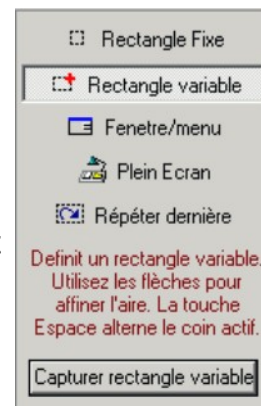 Rectangle Fixe
Rectangle variable
Fenetre/menu
Plein Ecran
Répéter dernière
Definit un rectangle variable.
Utilisez les flèches pour
affiner l'aire. La touche
Espace alterne le coin actif.
Capturer rectangle variable